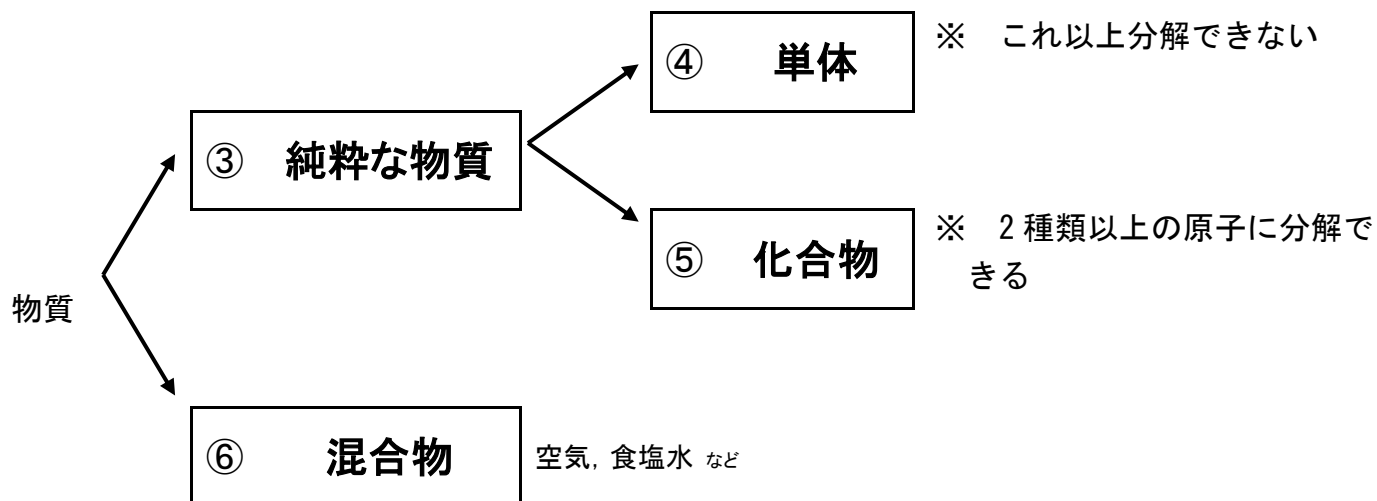 ④　単体
※　これ以上分解できない
③　純粋な物質
⑤　化合物
※　2種類以上の原子に分解で
きる
物質
⑥　混合物
空気, 食塩水 など